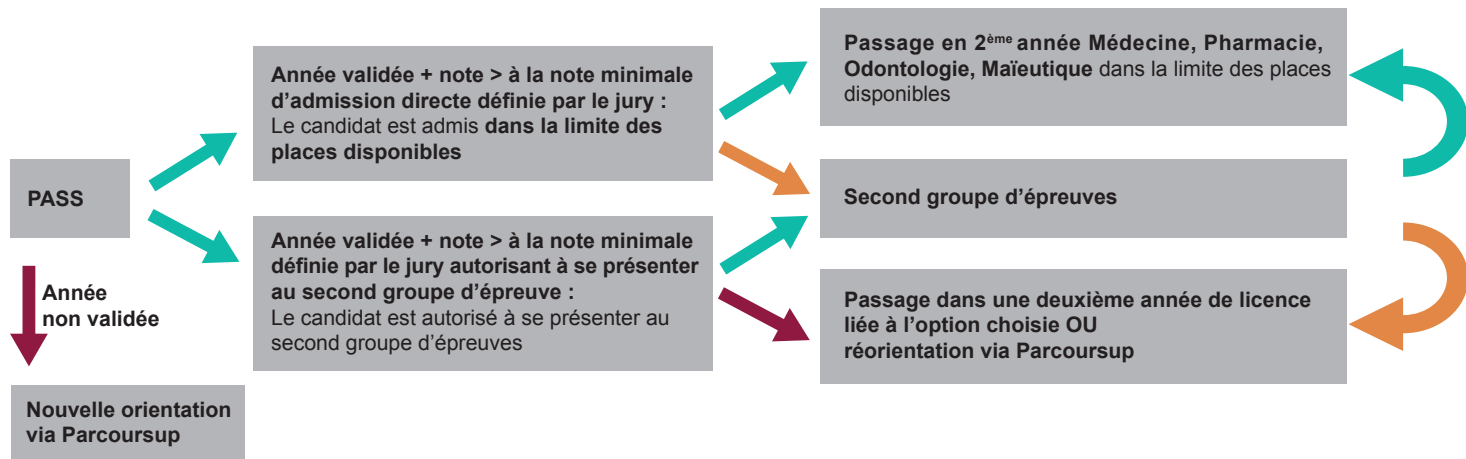 PASS
Année
non validée
Nouvelle orientation
via Parcoursup
Année validée + note > à la note minimale
d’admission directe définie par le jury :
Le candidat est admis dans la limite des
places disponibles
Année validée + note > à la note minimale
définie par le jury autorisant à se présenter
au second groupe d’épreuve :
Le candidat est autorisé à se présenter au
second groupe d’épreuves
Passage en 2ème année Médecine, Pharmacie,
Odontologie, Maïeutique dans la limite des places
disponibles
Second groupe d’épreuves
Passage dans une deuxième année de licence
liée à l’option choisie OU
réorientation via Parcoursup